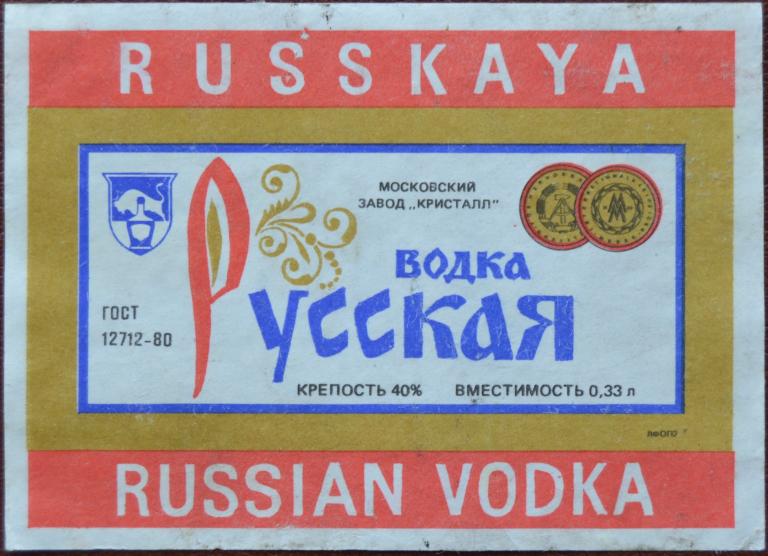 RUSSKAYA
МОСКОВСКИЙ
ЗАВОД „КРИСТАЛЛ"
ВОДКА
РУССКАЯ
ГОСТ
12712-80
КРЕПОСТЬ 40% ВМЕСТИМОСТЬ 0,33 л
RUSSIAN VODKA